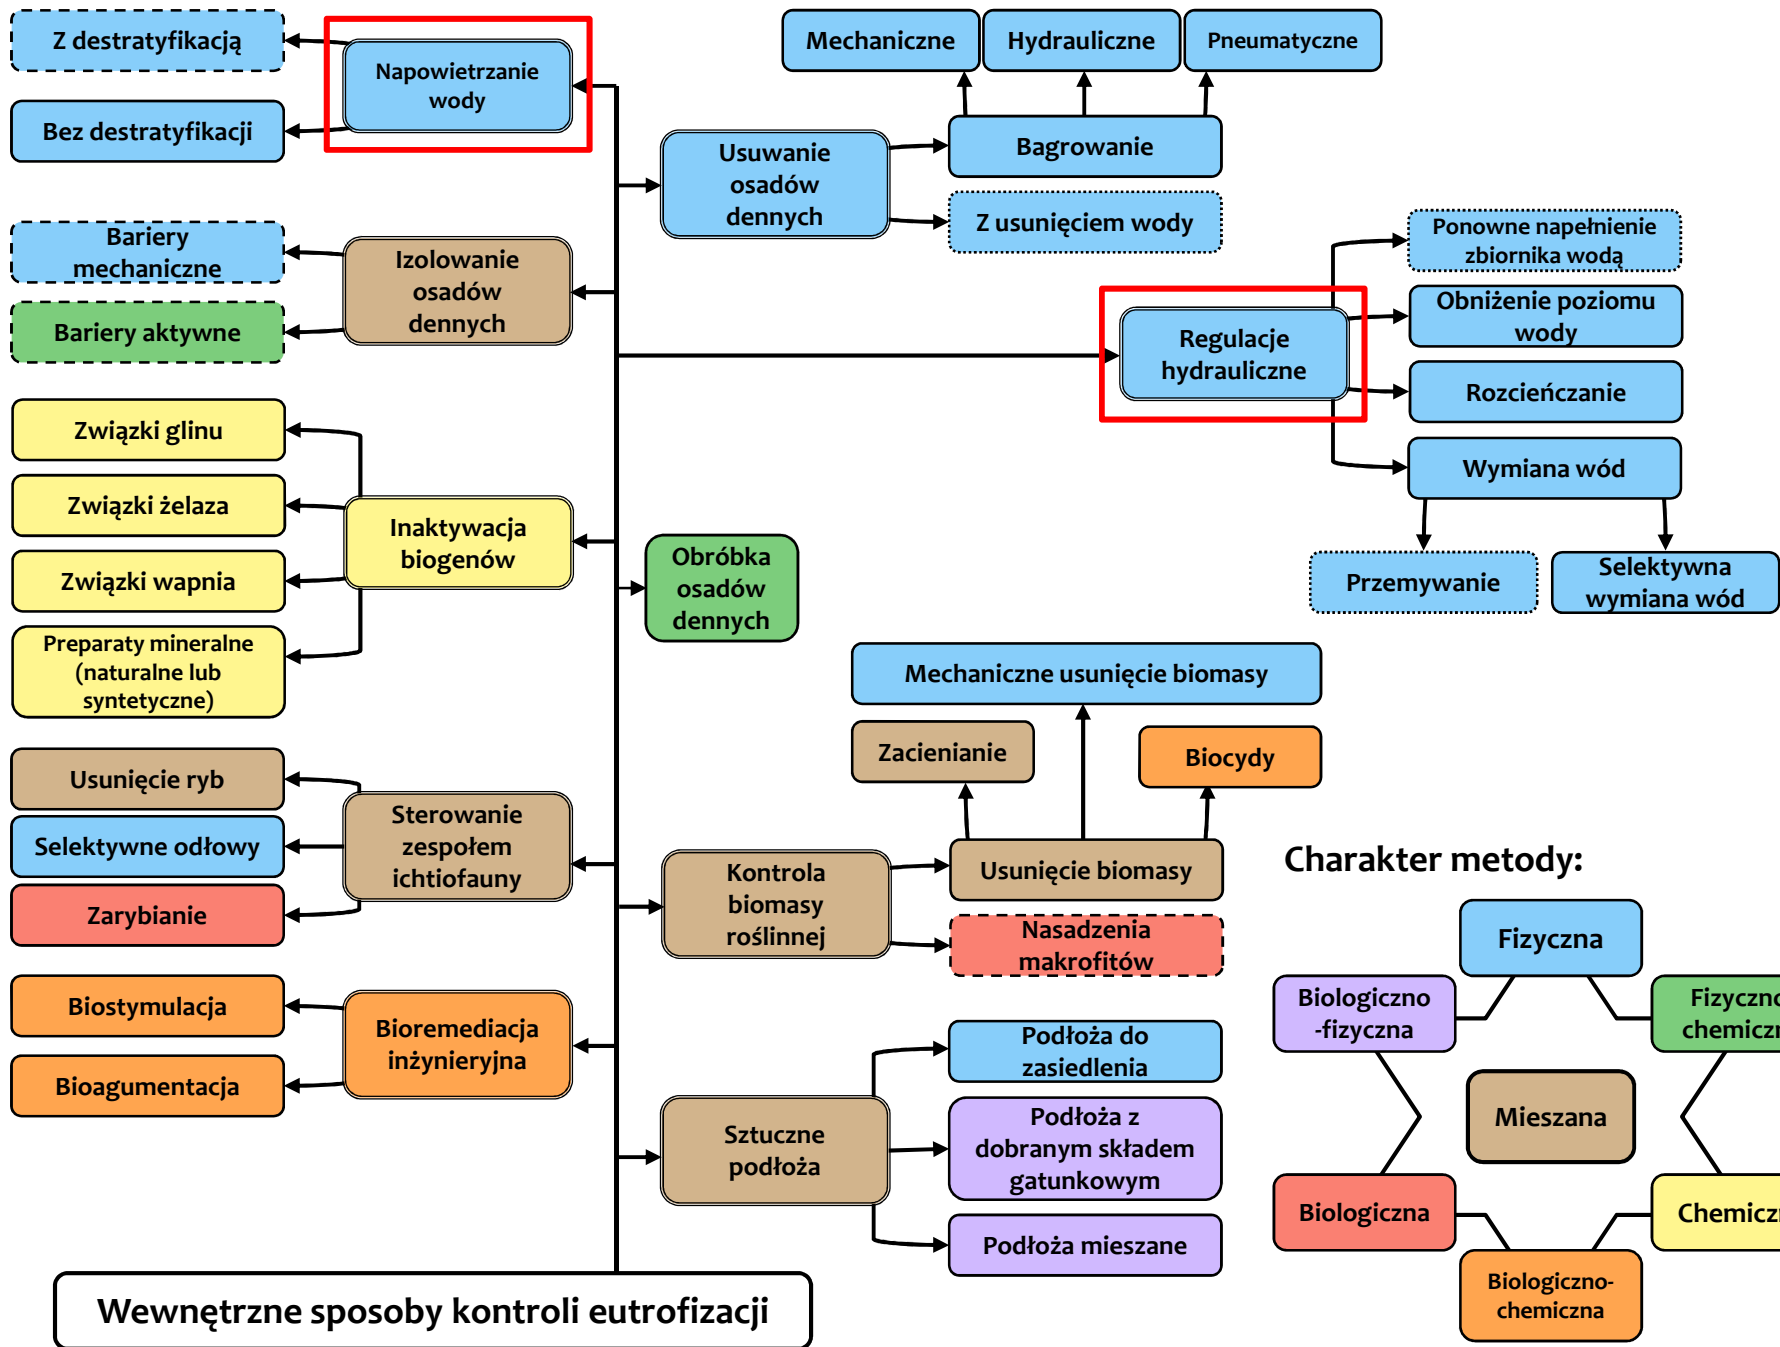 Z destratyfikacją
Napowietrzanie
wody
Bez destratyfikacji
Mechaniczne
Hydrauliczne
Pneumatyczne
Usuwanie
osadów
dennych
Bagrowanie
Z usunięciem wody
Bariery
mechaniczne
Izolowanie
osadów
dennych
Bariery aktywne
Regulacje
hydrauliczne
Ponowne napełnienie
zbiornika wodą
Obniżenie poziomu
wody
Rozcieńczanie
Wymiana wód
Przemywanie
Selektywna
wymiana wód
Związki glinu
Związki żelaza
Inaktywacja
biogenów
Związki wapnia
Preparaty mineralne
(naturalne lub
syntetyczne)
Obróbka
osadów
dennych
Mechaniczne usunięcie biomasy
Zacienianie
Biocydy
Usunięcie ryb
Selektywne odłowy
Sterowanie
zespołem
ichtiofauny
Zarybianie
Kontrola
biomasy
roślinnej
Usunięcie biomasy
Nasadzenia
makrofitów
Biostymulacja
Bioremediacja
inżynieryjna
Bioagumentacja
Sztuczne
podłoża
Podłoża do
zasiedlenia
Podłoża z
dobranym składem
gatunkowym
Podłoża mieszane
Charakter metody:
Fizyczna
Biologiczno
-fizyczna
Fizyczno
chemiczn
Mieszana
Biologiczna
Chemiczn
Biologiczno-
chemiczna
Wewnętrzne sposoby kontroli eutrofizacji